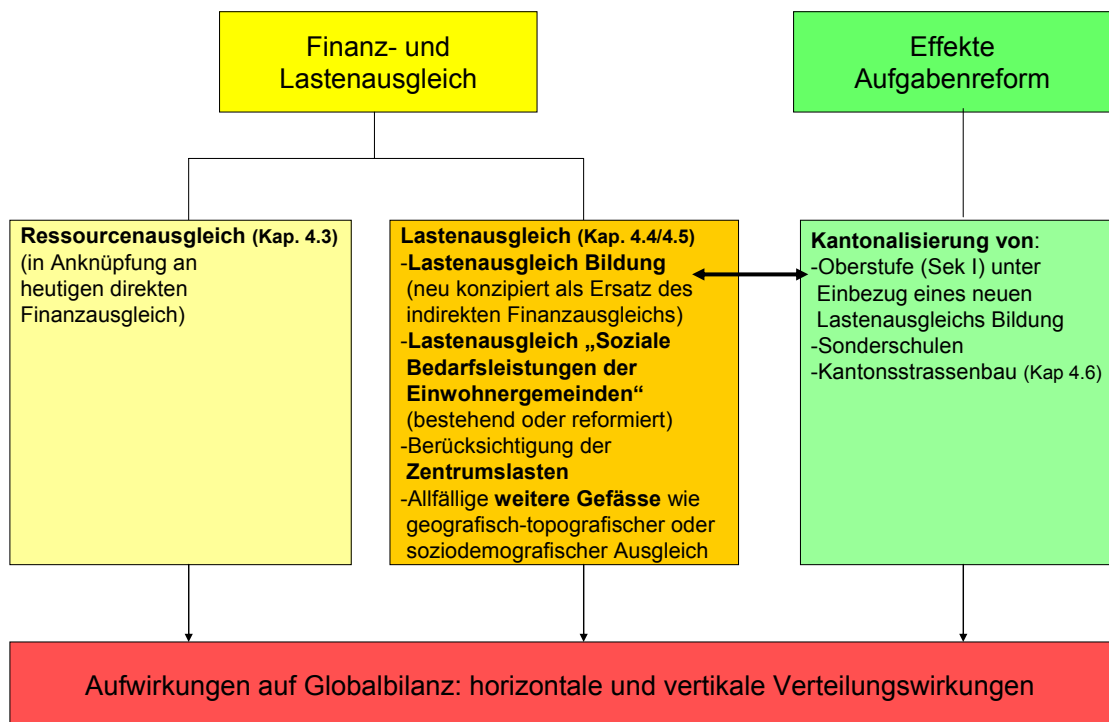 Finanz- und
Lastenausgleich
Effekte
Aufgabenreform
Ressourcenausgleich (Kap. 4.3)
(in Anknüpfung an
heutigen direkten
Finanzausgleich)
Lastenausgleich (Kap. 4.4/4.5)
-Lastenausgleich Bildung
(neu konzipiert als Ersatz des
indirekten Finanzausgleichs)
-Lastenausgleich „Soziale
Bedarfsleistungen der
Einwohnergemeinden“
(bestehend oder reformiert)
-Berücksichtigung der
Zentrumslasten
-Allfällige weitere Gefässe wie
geografisch-topografischer oder
soziodemografischer Ausgleich
Kantonalisierung von:
-Oberstufe (Sek I) unter
Einbezug eines neuen
Lastenausgleichs Bildung
-Sonderschulen
-Kantonsstrassenbau (Kap 4.6)
Aufwirkungen auf Globalbilanz: horizontale und vertikale Verteilungswirkungen